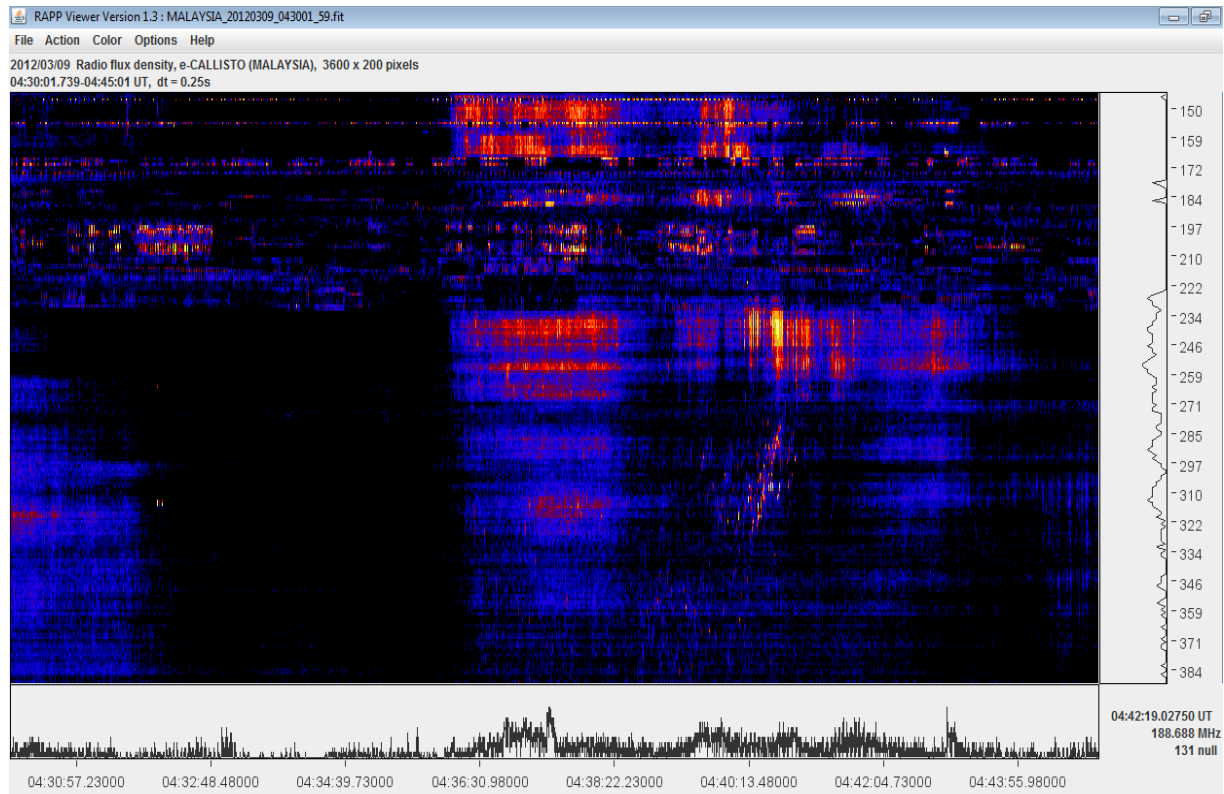 RAPP Viewer Version 1.3 : MALAYSIA_20120309_043001_59.fit
File Action Color Options Help
2012/03/09 Radio flux density, e-CALLISTO (MALAYSIA), 3600 x 200 pixels
04:30:01.739-04:45:01 UT, dt = 0.25s
150
159
172
184
197
210
222
234
246
259
271
285
297
310
322
334
346
359
371
384
04:42:19.02750 UT
188.688 MHz
131 null
04:30:57.23000 04:32:48.48000 04:34:39.73000 04:36:30.98000 04:38:22.23000 04:40:13.48000 04:42:04.73000 04:43:55.98000